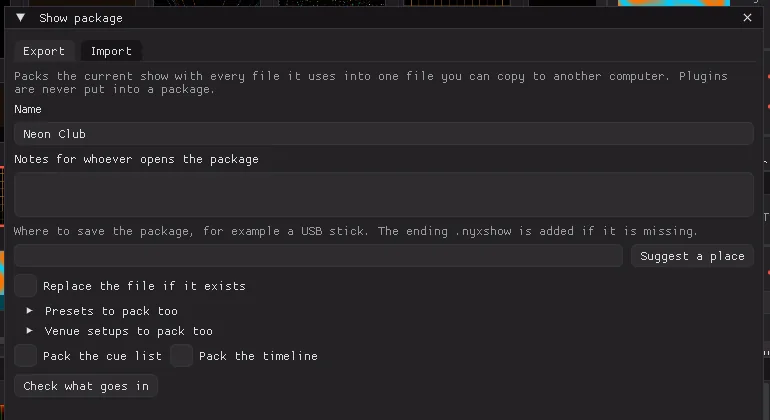 Show package
Export Import
Packs the current show with every file it uses into one file you can copy to another computer. Plugins
are never put into a package.
Name
Neon Club
Notes for whoever opens the package
Where to save the package, for example a USB stick. The ending .nyxshow is added if it is missing.
Suggest a place
Replace the file if it exists
Presets to pack too
Venue setups to pack too
Pack the cue list Pack the timeline
Check what goes in